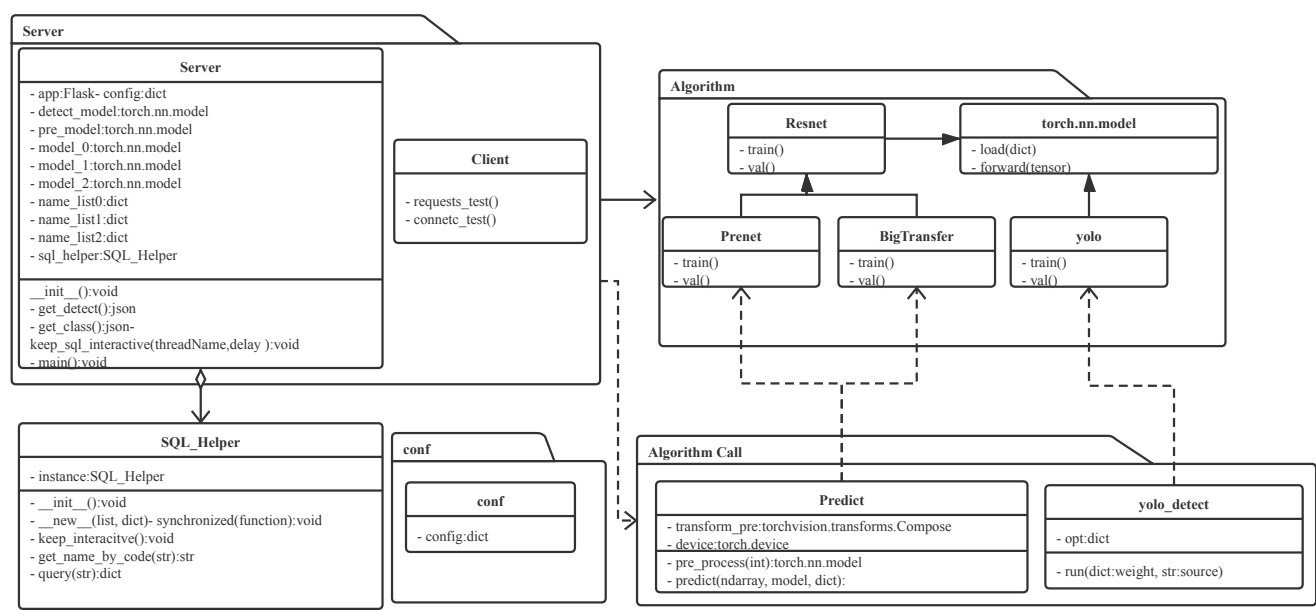 Server
Server
- app:Flask- config:dict
- detect_model:torch.nn.model
- pre_model:torch.nn.model
- model_0:torch.nn.model
- model_1:torch.nn.model
- model_2:torch.nn.model
- name_list0:dict
- name_list1:dict
- name_list2:dict
- sql_helper:SQL_Helper
__init__():void
- get_detect():json
- get_class():json-
keep_sql_interactive(threadName,delay ):void
- main():void
Client
- requests_test()
- connetc_test()
Algorithm
Resnet
- train()
- val()
torch.nn.model
- load(dict)
- forward(tensor)
Prenet
- train()
- val()
BigTransfer
- train()
- val()
yolo
- train()
- val()
SQL_Helper
- instance:SQL_Helper
- __init__():void
- __new__(list, dict)- synchronized(function):void
- keep_interacitve():void
- get_name_by_code(str):str
- query(str):dict
conf
conf
- config:dict
Algorithm Call
Predict
- transform_pre:torchvision.transforms.Compose
- device:torch.device
- pre_process(int):torch.nn.model
- predict(ndarray, model, dict):
yolo_detect
- opt:dict
- run(dict:weight, str:source)